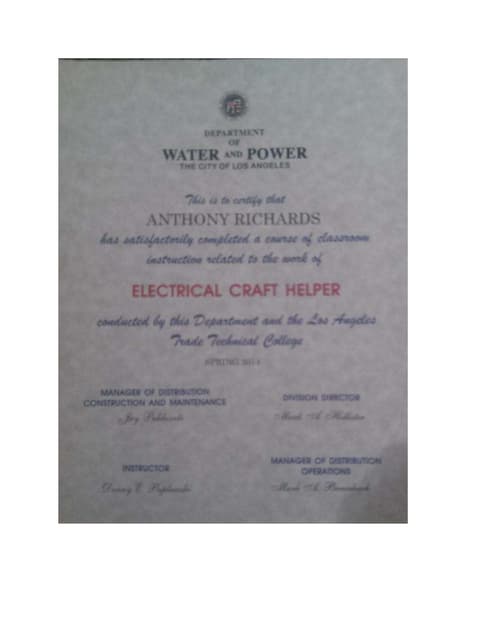 DEPARTMENT
OF
WATER AND POWER
THE CITY OF LOS ANGELES
This is to certify that
ANTHONY RICHARDS
has satisfactorily completed a course of classroom
instruction related to the work of
ELECTRICAL CRAFT HELPER
conducted by this Department and the Los Angeles
Trade Technical College
SPRING
MANAGER OF DISTRIBUTION
CONSTRUCTION AND MAINTENANCE
DIVISION DIRECTOR
INSTRUCTOR
MANAGER OF DISTRIBUTION
OPERATIONS